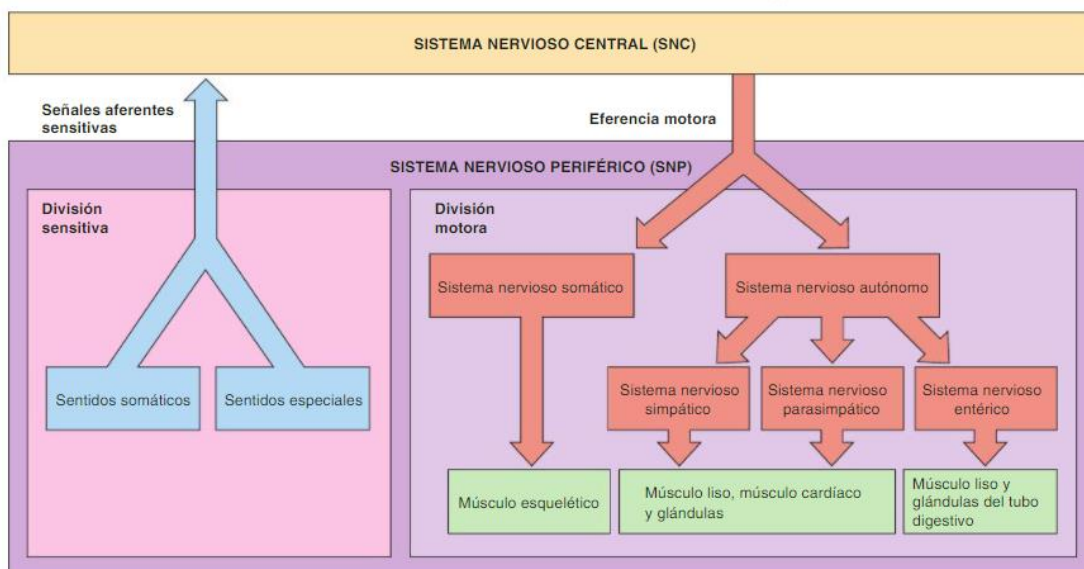 SISTEMA NERVIOSO CENTRAL (SNC)
Señales aferentes
sensitivas
Eferencia motora
SISTEMA NERVIOSO PERIFÉRICO (SNP)
División
sensitiva
División
motora
Sistema nervioso somático
Sistema nervioso autónomo
Sentidos somáticos
Sentidos especiales
Sistema nervioso
simpático
Sistema nervioso
parasimpático
Sistema nervioso
entérico
Músculo esquelético
Músculo liso, músculo cardíaco
y glándulas
Músculo liso y
glándulas del tubo
digestivo